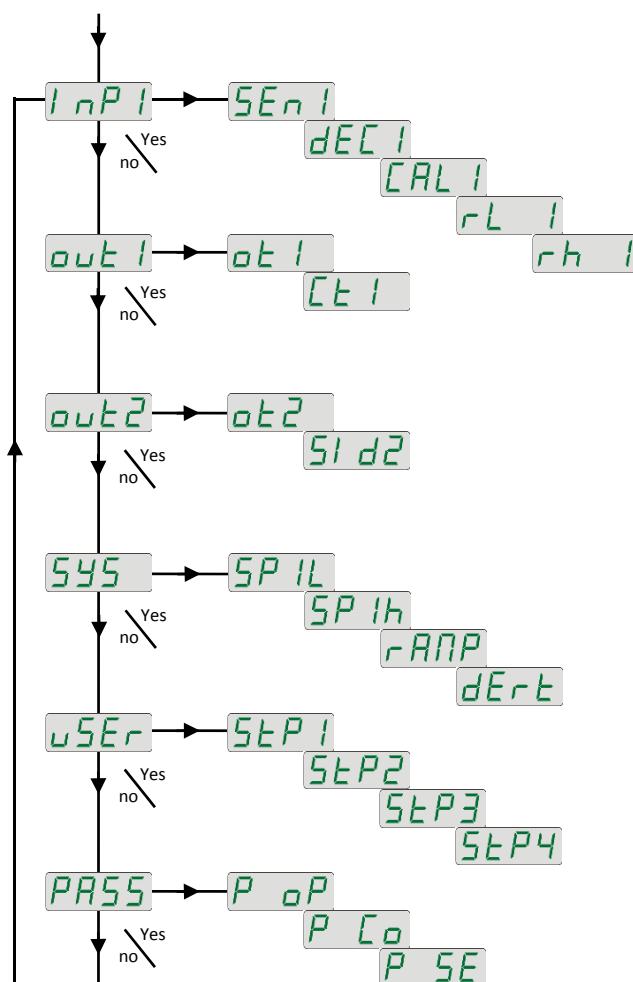 InP1 SEn1
Yes
no
dEC1
CAL1
rL 1
rh 1
out1 ot1
Yes
no
Ct1
out2 ot2
Yes
no
SId2
SYS SP1L
Yes
no
SP1h
rAMP
dErt
uSEr StP1
Yes
no
StP2
StP3
StP4
PASS P oP
Yes
no
P Co
P SE